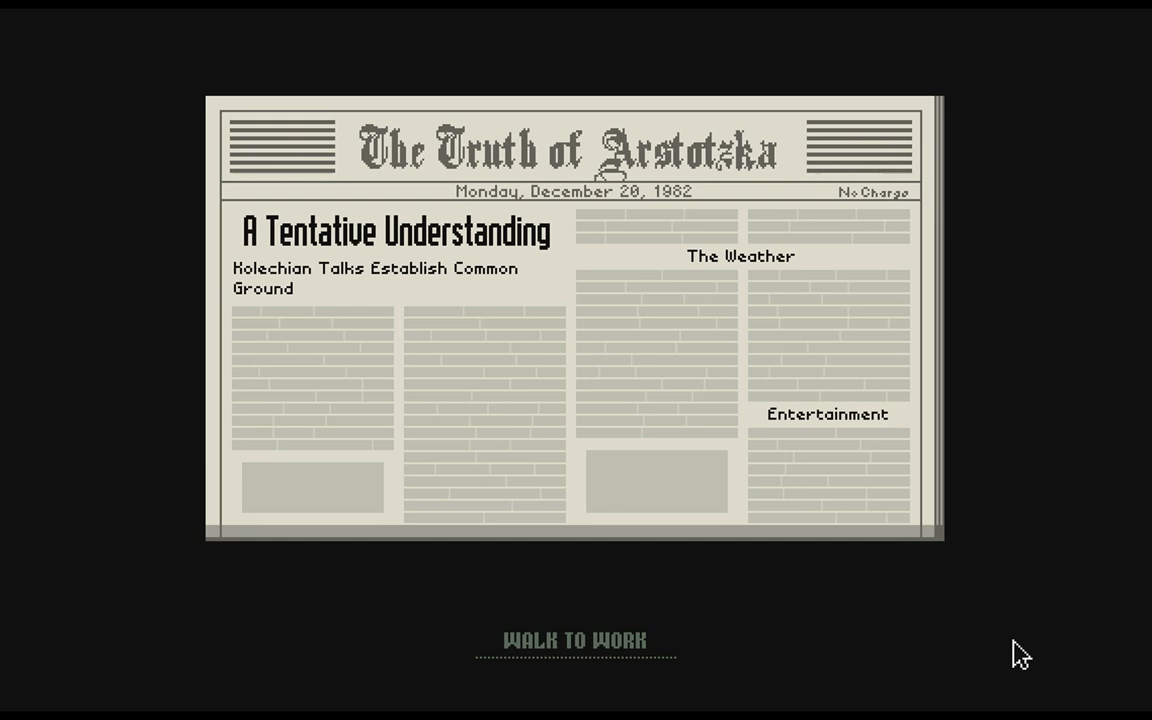 The Truth of Arstotzka
Monday, December 20, 1982
No Charge
A Tentative Understanding
Kolechian Talks Establish Common
Ground
The Weather
Entertainment
WALK TO WORK